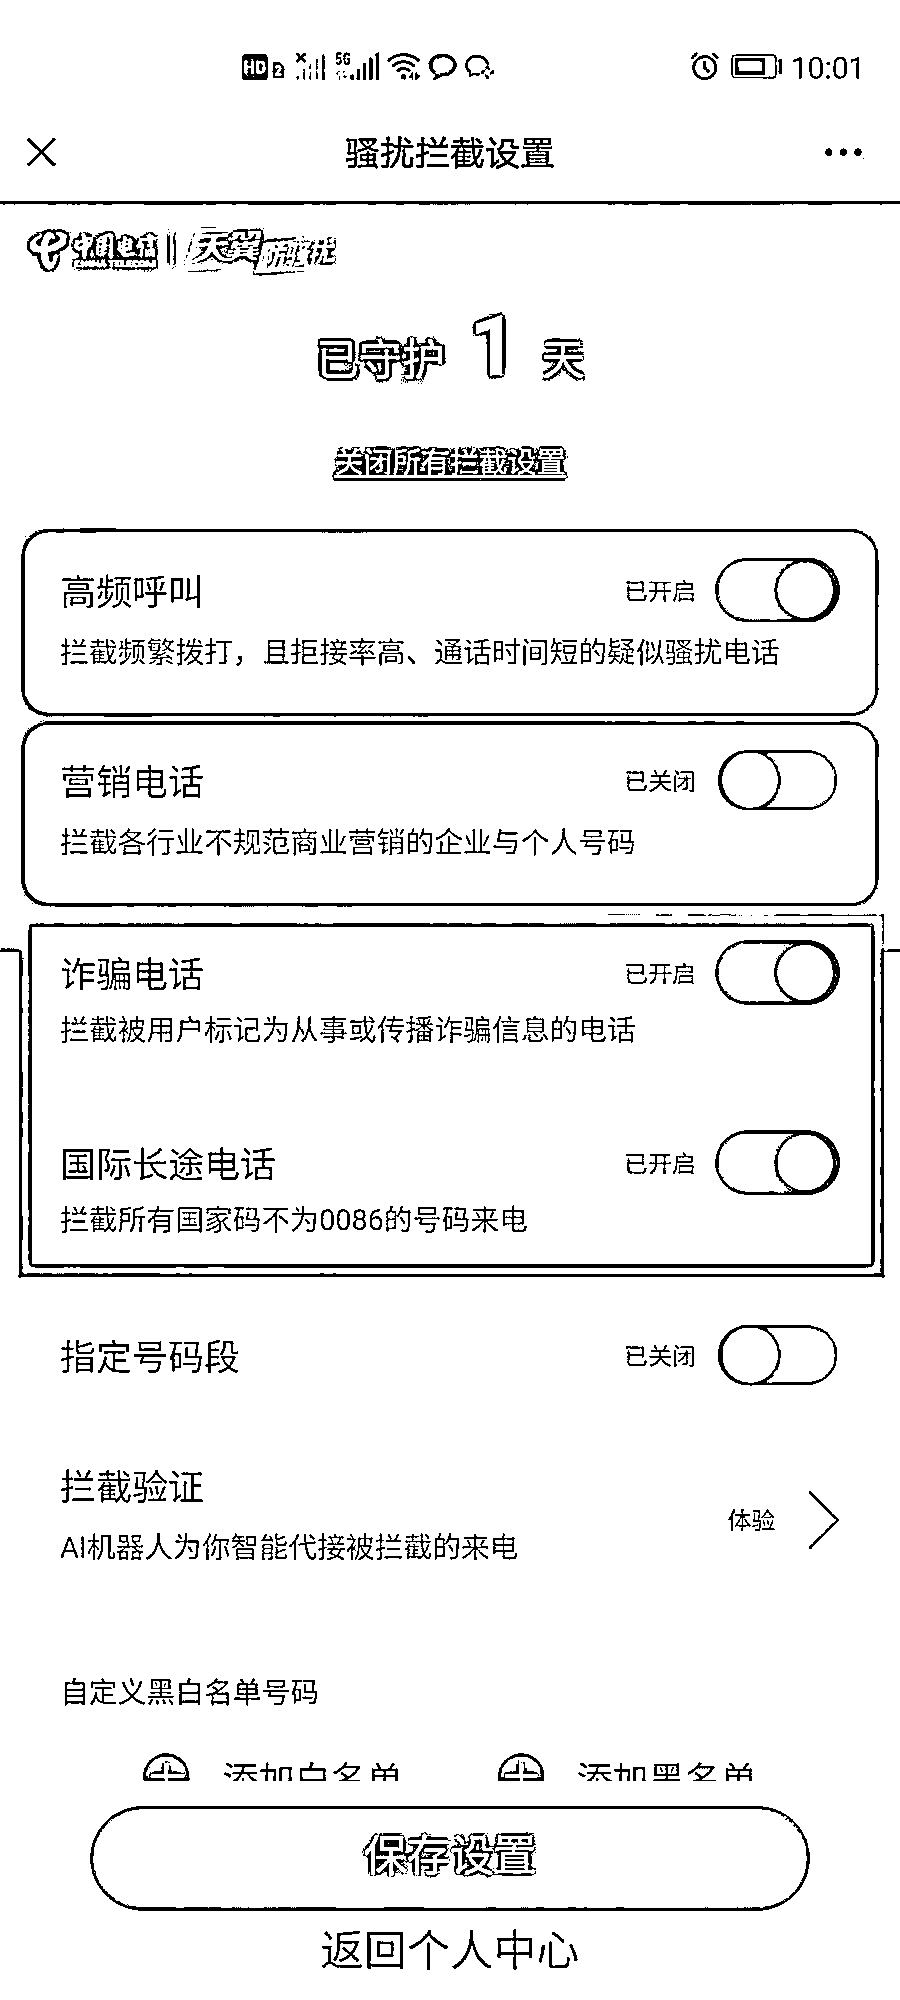 HD 2 5G 10:01
骚扰拦截设置
中国电信 天翼防骚扰
已守护 1 天
关闭所有拦截设置
高频呼叫 已开启
拦截频繁拨打，且拒接率高、通话时间短的疑似骚扰电话
营销电话 已关闭
拦截各行业不规范商业营销的企业与个人号码
诈骗电话 已开启
拦截被用户标记为从事或传播诈骗信息的电话
国际长途电话 已开启
拦截所有国家码不为0086的号码来电
指定号码段 已关闭
拦截验证
体验
AI机器人为你智能代接被拦截的来电
自定义黑白名单号码
添加白名单 添加黑名单
保存设置
返回个人中心